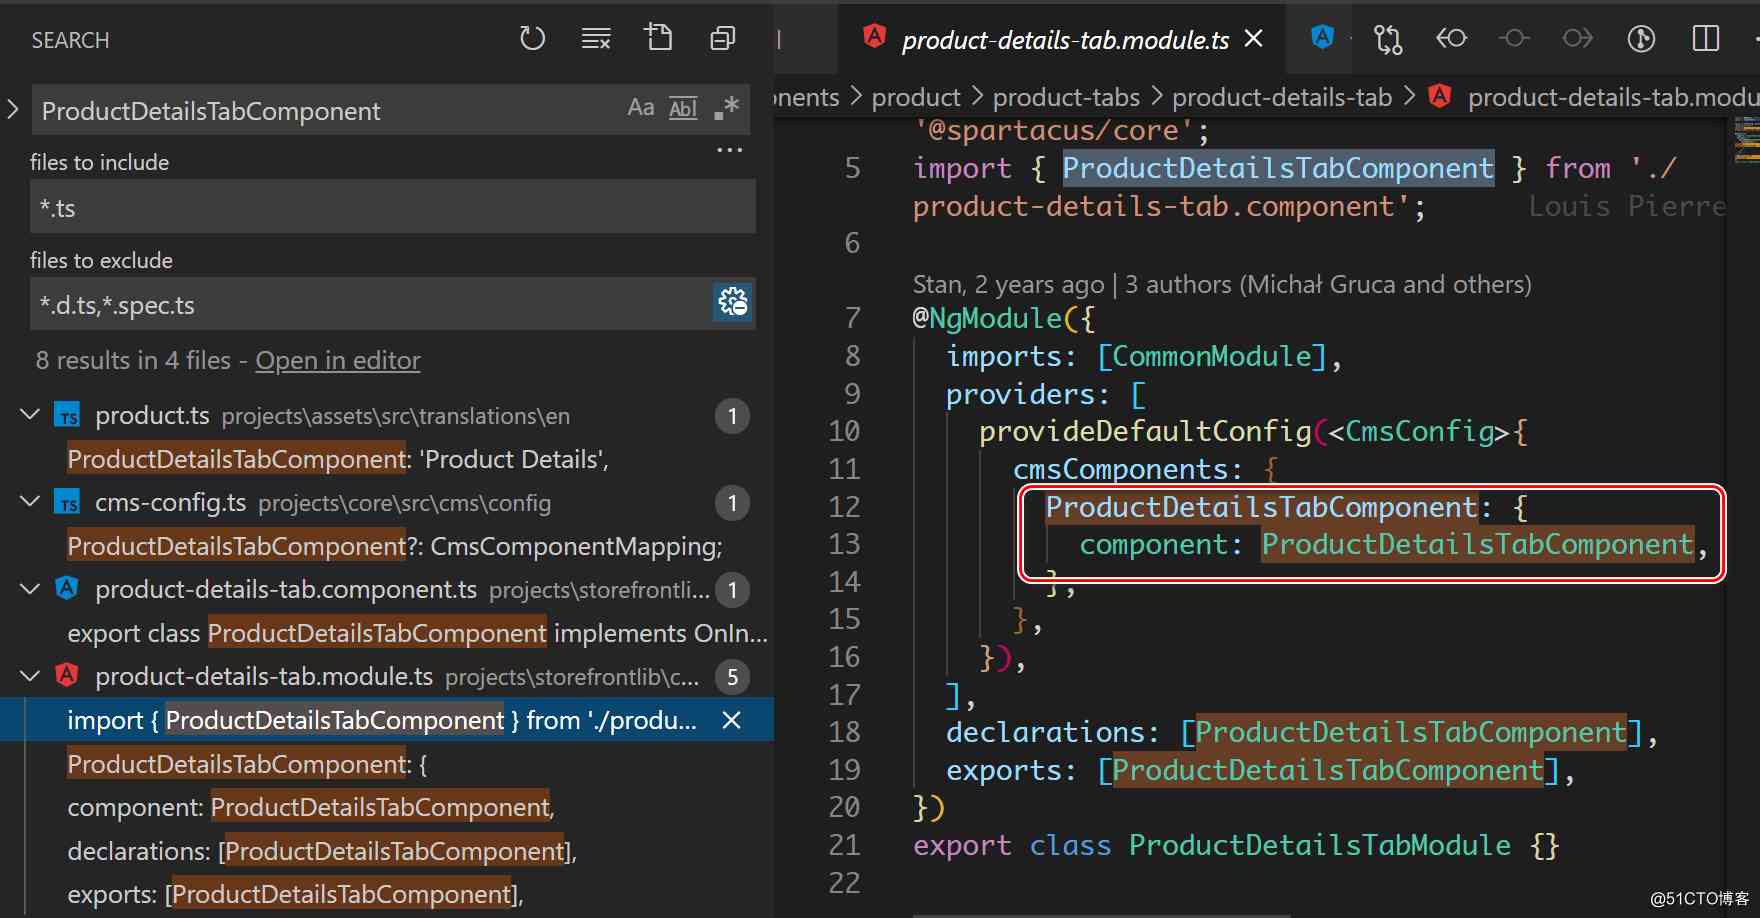 SEARCH
ProductDetailsTabComponent
Aa Abl .*
...
files to include
*.ts
files to exclude
*.d.ts,*.spec.ts
8 results in 4 files - Open in editor
product.ts projects\assets\src\translations\en 1
ProductDetailsTabComponent: 'Product Details',
cms-config.ts projects\core\src\cms\config 1
ProductDetailsTabComponent?: CmsComponentMapping;
product-details-tab.component.ts projects\storefrontli... 1
export class ProductDetailsTabComponent implements OnIn...
product-details-tab.module.ts projects\storefrontlib\c... 5
import { ProductDetailsTabComponent } from './produ...
ProductDetailsTabComponent: {
component: ProductDetailsTabComponent,
declarations: [ProductDetailsTabComponent],
exports: [ProductDetailsTabComponent],
product-details-tab.module.ts
onents > product > product-tabs > product-details-tab > product-details-tab.modu
'@spartacus/core';
5 import { ProductDetailsTabComponent } from './
product-details-tab.component'; Louis Pierre
6
Stan, 2 years ago | 3 authors (Michał Gruca and others)
7 @NgModule({
8 imports: [CommonModule],
9 providers: [
10 provideDefaultConfig(<CmsConfig>{
11 cmsComponents: {
12 ProductDetailsTabComponent: {
13 component: ProductDetailsTabComponent,
14 },
15 },
16 }),
17 ],
18 declarations: [ProductDetailsTabComponent],
19 exports: [ProductDetailsTabComponent],
20 })
21 export class ProductDetailsTabModule {}
22
@51CTO博客